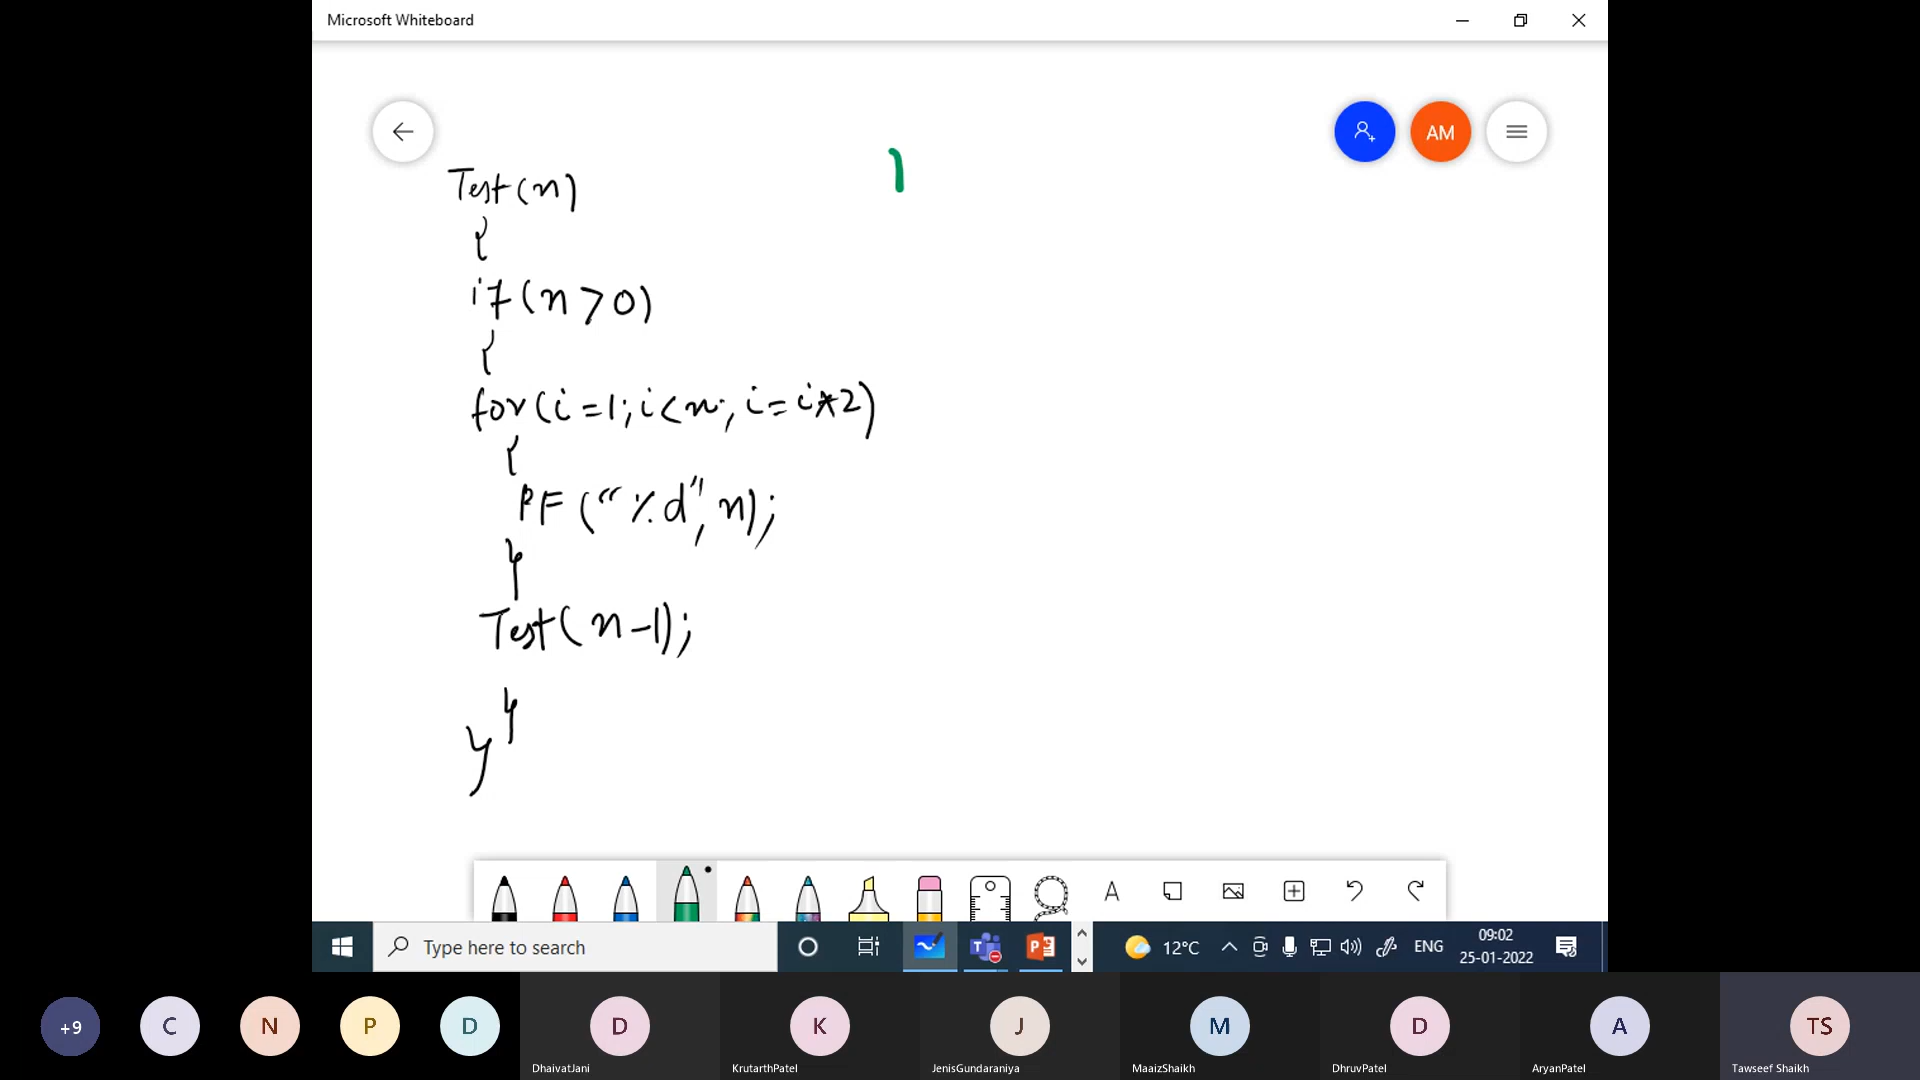 Microsoft Whiteboard
AM
Test(n)
{
if(n>0)
{
for(i=1;i<n;i=i*2)
{
PF("%d",n);
}
Test(n-1);
}
}
A
Type here to search
12°C
ENG
09:02
25-01-2022
+9
C
N
P
D
D
K
J
M
D
A
TS
DhaivatJani
KrutarthPatel
JenisGundaraniya
MaaizShaikh
DhruvPatel
AryanPatel
Tawseef Shaikh